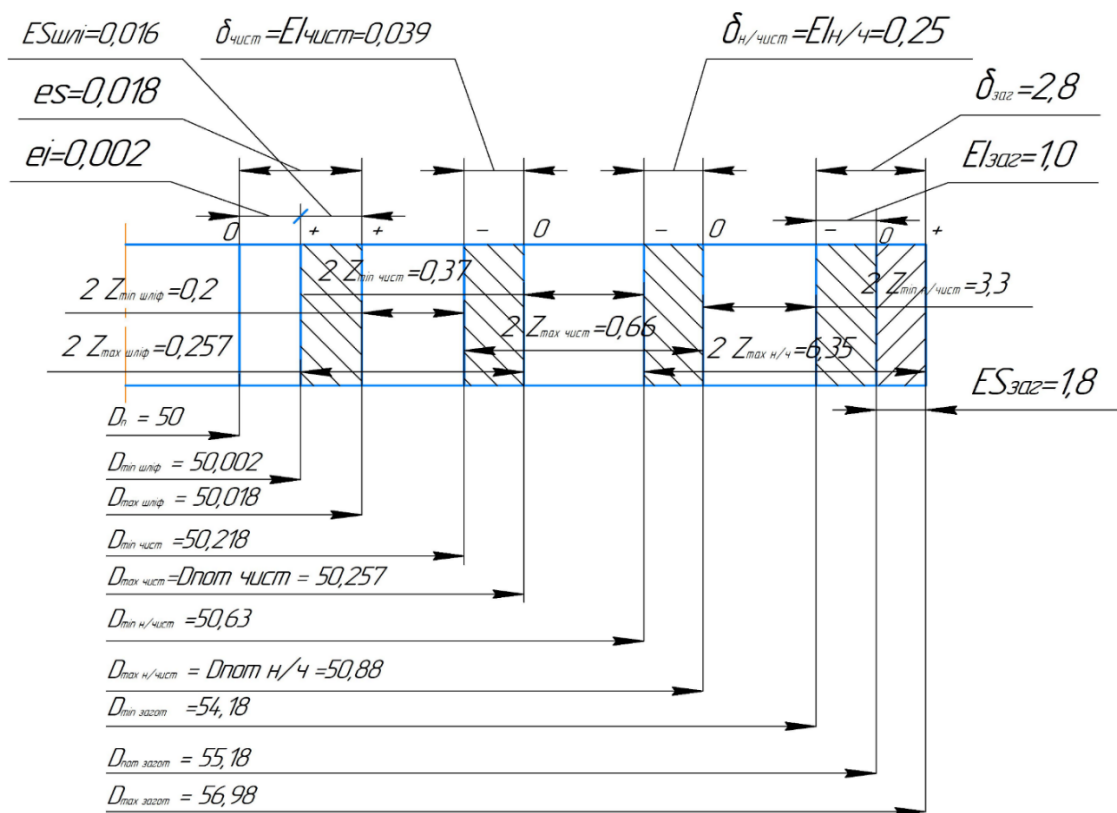 ESшлі=0,016
δчист=EIчист=0,039
δн/чист=EIн/ч=0,25
es=0,018
δзаг=2,8
ei=0,002
EIзаг=1,0
0 + + − 0 − 0 − 0 +
2 Zmin чист=0,37
2 Zmin шліф=0,2
2 Zmin н/чист=3,3
2 Zmax чист=0,66
2 Zmax шліф=0,257
2 Zmax н/ч=6,35
ESзаг=1,8
Dn = 50
Dmin шліф = 50,002
Dmax шліф = 50,018
Dmin чист =50,218
Dmax чист=Dnom чист = 50,257
Dmin н/чист=50,63
Dmax н/чист = Dnom н/ч =50,88
Dmin загот =54,18
Dnom загот = 55,18
Dmax загот = 56,98